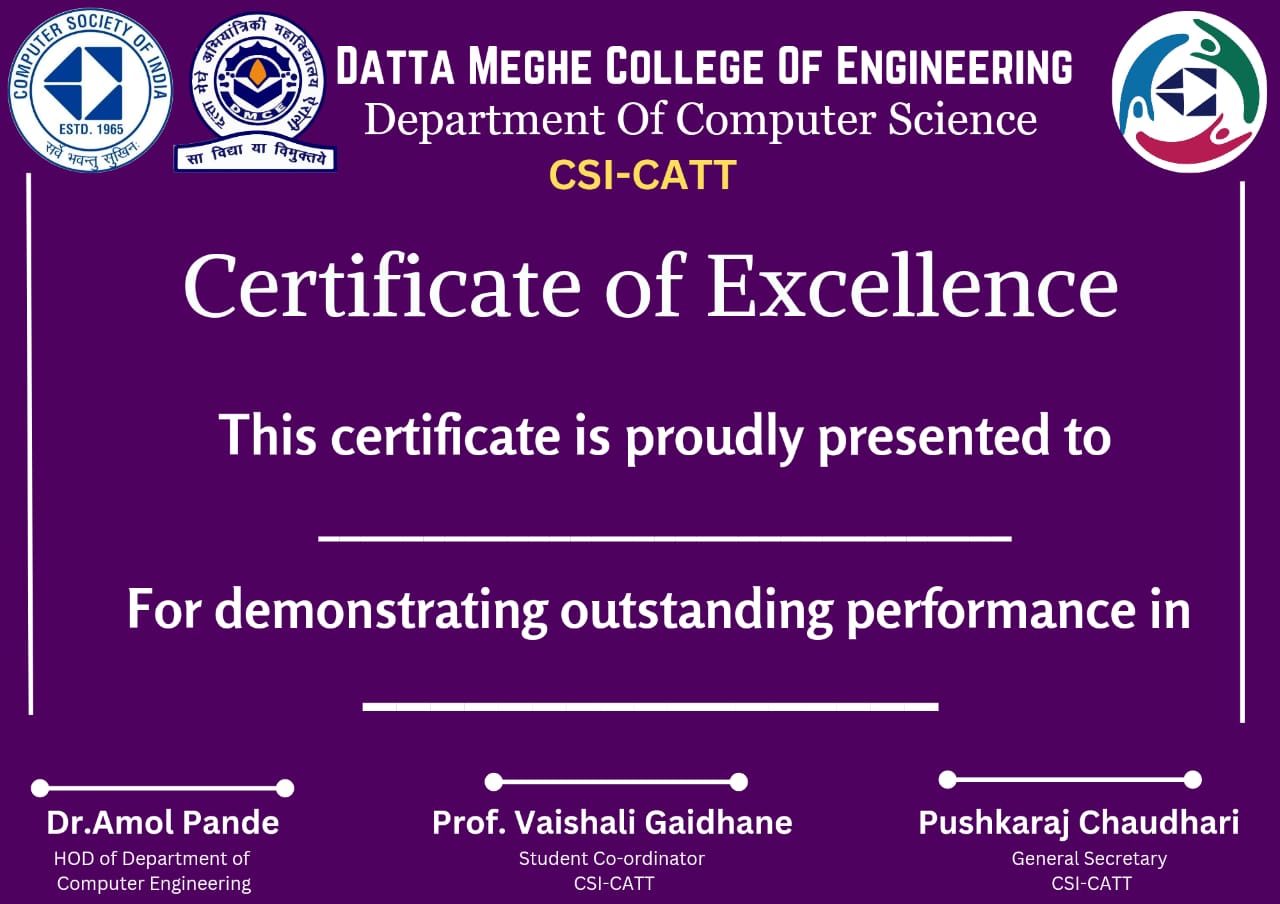 COMPUTER SOCIETY OF INDIA
ESTD. 1965
सर्वे भवन्तु सुखिनः
दत्ता मेघे अभियांत्रिकी महाविद्यालय ऐरोली
DMCE
सा विद्या या विमुक्तये
DATTA MEGHE COLLEGE OF ENGINEERING
Department Of Computer Science
CSI-CATT
Certificate of Excellence
This certificate is proudly presented to
For demonstrating outstanding performance in
Dr.Amol Pande
HOD of Department of
Computer Engineering
Prof. Vaishali Gaidhane
Student Co-ordinator
CSI-CATT
Pushkaraj Chaudhari
General Secretary
CSI-CATT